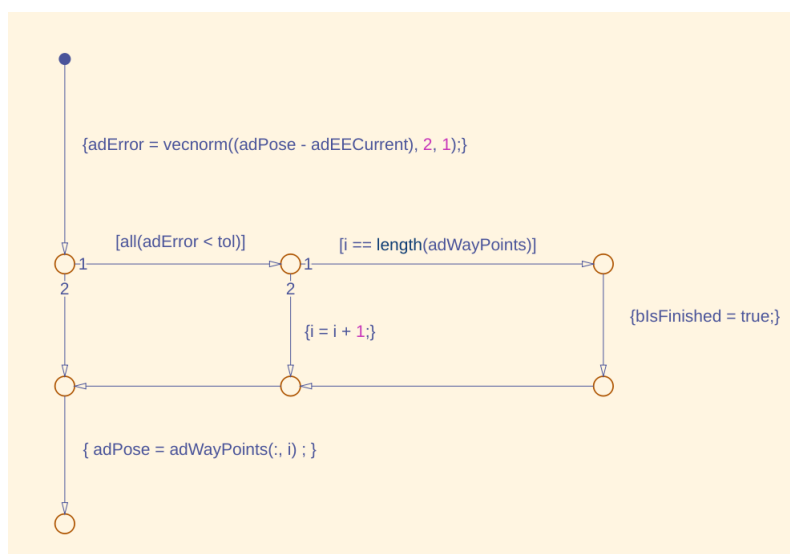 {adError = vecnorm((adPose - adEECurrent), 2, 1);}
[all(adError < tol)]
[i == length(adWayPoints)]
1
1
2
2
{bIsFinished = true;}
{i = i + 1;}
{ adPose = adWayPoints(:, i) ; }